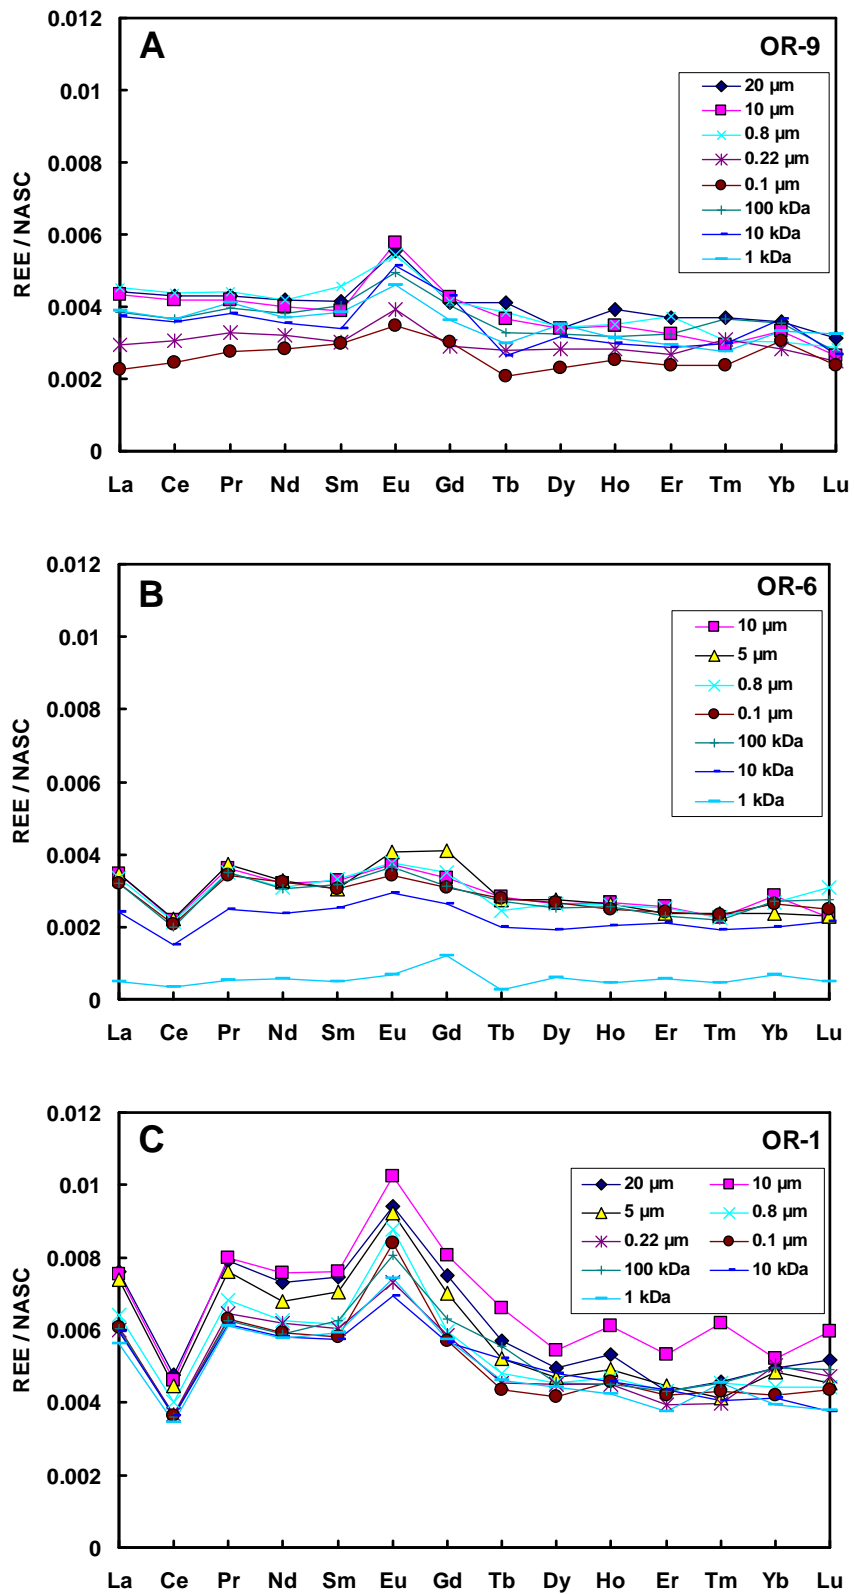 0.012
A
OR-9
0.01
0.008
0.006
0.004
0.002
0
REE / NASC
20 µm
10 µm
0.8 µm
0.22 µm
0.1 µm
100 kDa
10 kDa
1 kDa
La Ce Pr Nd Sm Eu Gd Tb Dy Ho Er Tm Yb Lu
0.012
B
OR-6
0.01
0.008
0.006
0.004
0.002
0
REE / NASC
10 µm
5 µm
0.8 µm
0.1 µm
100 kDa
10 kDa
1 kDa
La Ce Pr Nd Sm Eu Gd Tb Dy Ho Er Tm Yb Lu
0.012
C
OR-1
0.01
0.008
0.006
0.004
0.002
0
REE / NASC
20 µm 10 µm
5 µm 0.8 µm
0.22 µm 0.1 µm
100 kDa 10 kDa
1 kDa
La Ce Pr Nd Sm Eu Gd Tb Dy Ho Er Tm Yb Lu